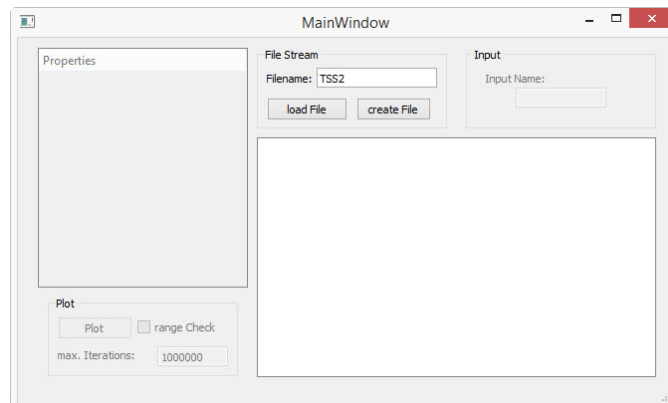 MainWindow
Properties
File Stream
Filename: TSS2
load File create File
Input
Input Name:
Plot
Plot range Check
max. Iterations: 1000000